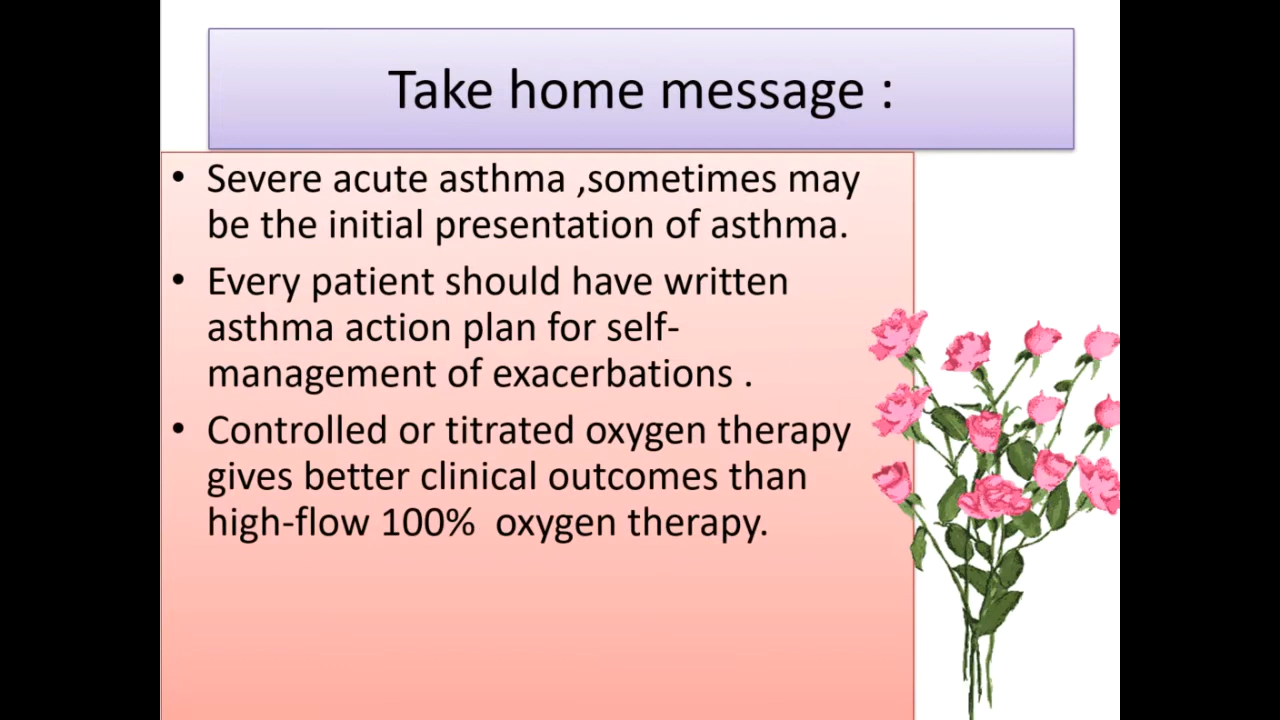 Take home message :
• Severe acute asthma ,sometimes may
be the initial presentation of asthma.
• Every patient should have written
asthma action plan for self-
management of exacerbations .
• Controlled or titrated oxygen therapy
gives better clinical outcomes than
high-flow 100%  oxygen therapy.